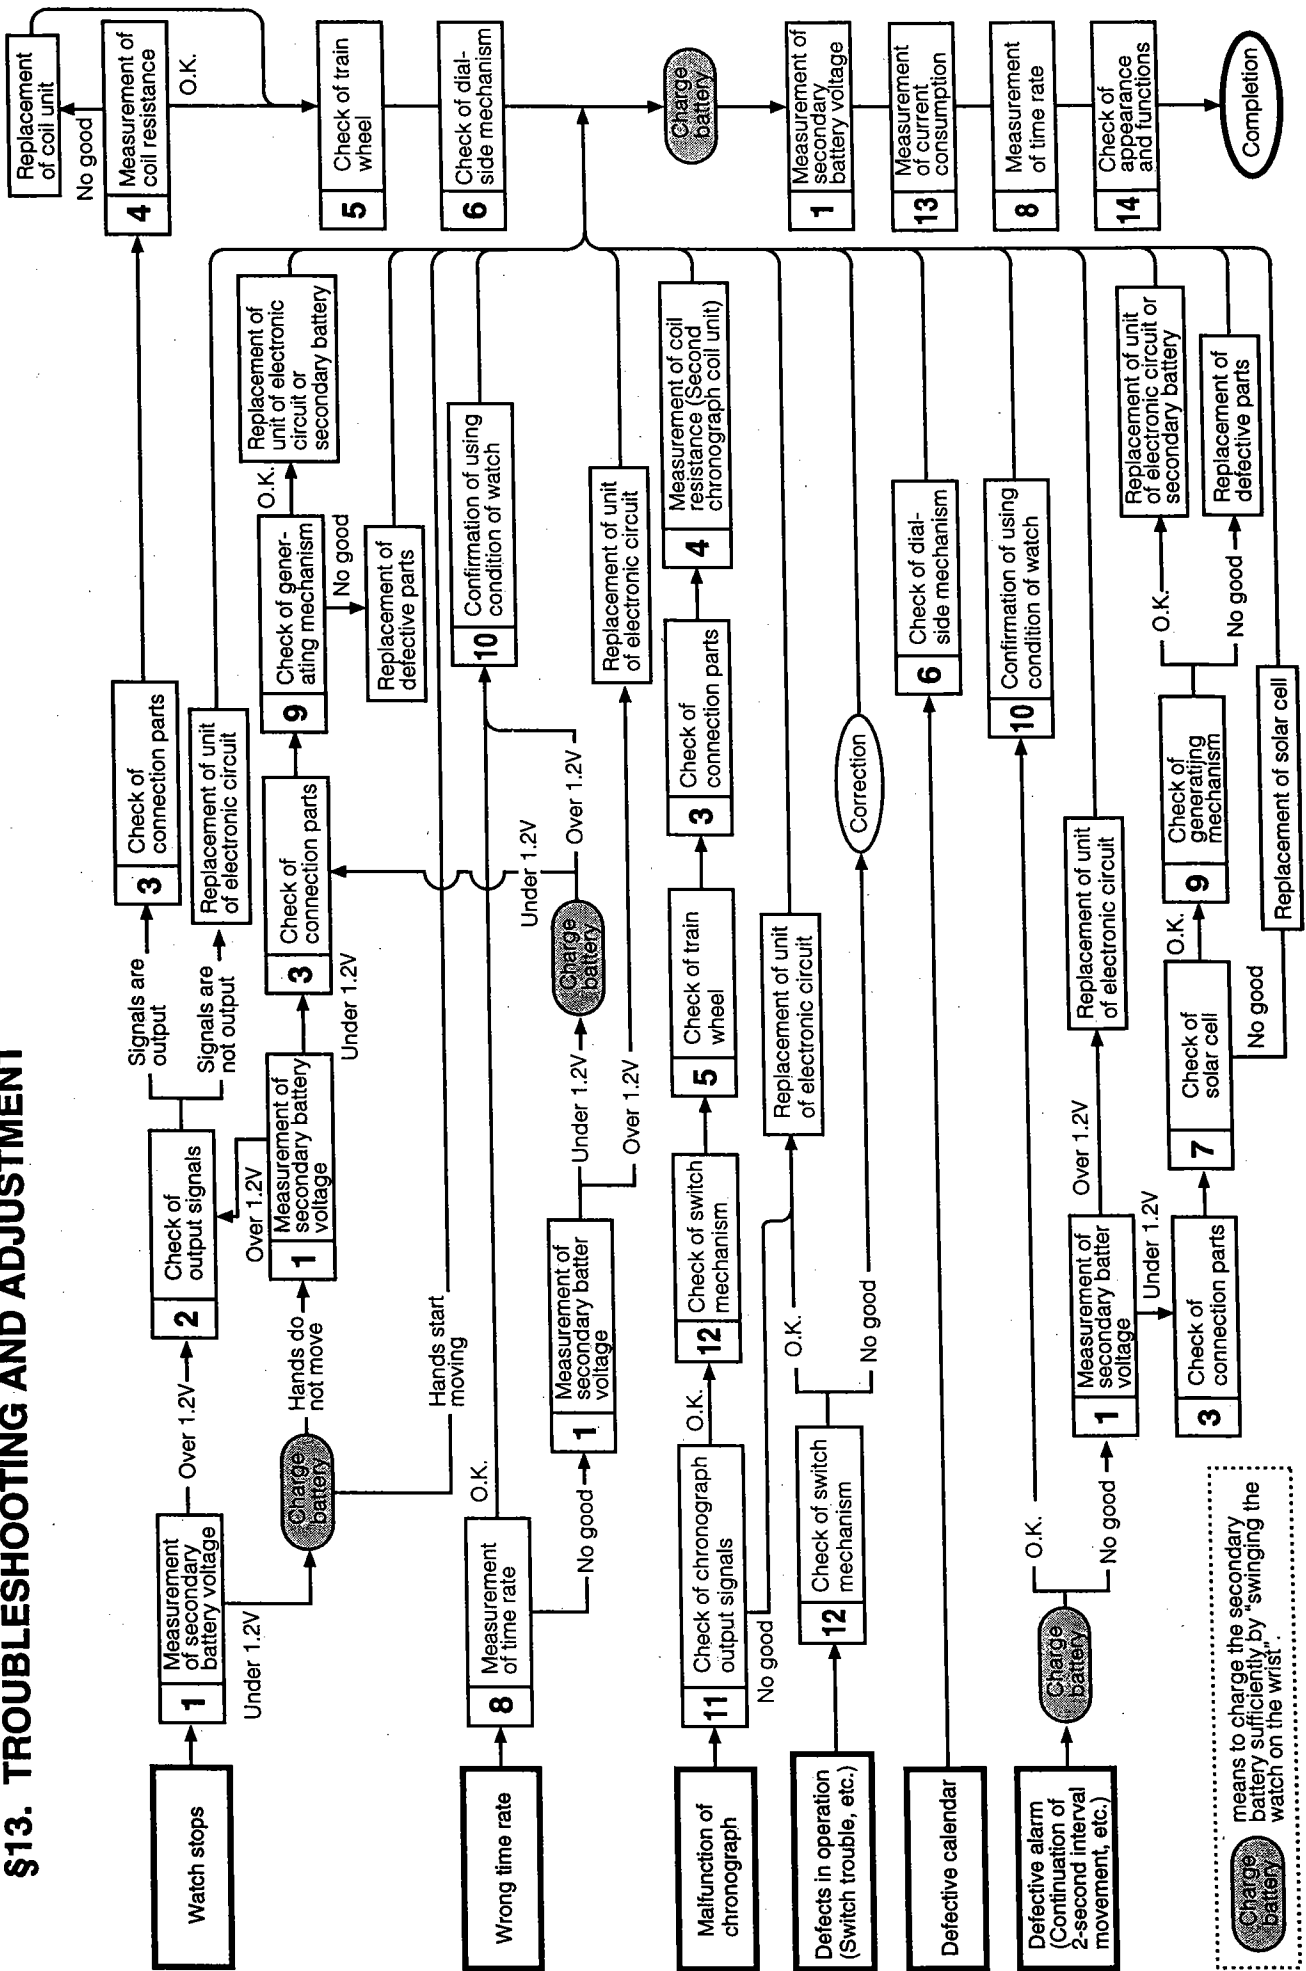 §13. TROUBLESHOOTING AND ADJUSTMENT
Watch stops
1
Measurement
of secondary
battery voltage
Over 1.2V
Under 1.2V
2
Check of
output signals
Signals are
output
Signals are
not output
3
Check of
connection parts
Replacement of unit
of electronic circuit
4
Measurement of
coil resistance
No good
Replacement
of coil unit
O.K.
5
Check of train
wheel
6
Check of dial-
side mechanism
Charge
battery
Hands do
not move
Hands start
moving
1
Measurement of
secondary battery
voltage
Over 1.2V
Under 1.2V
3
Check of
connection parts
9
Check of gener-
ating mechanism
O.K.
No good
Replacement of
unit of electronic
circuit or
secondary battery
Replacement of
defective parts
Wrong time rate
8
Measurement
of time rate
O.K.
No good
10
Confirmation of using
condition of watch
1
Measurement of
secondary batter
voltage
Under 1.2V
Over 1.2V
Charge
battery
Under 1.2V
Over 1.2V
Replacement of unit
of electronic circuit
Malfunction of
chronograph
11
Check of chronograph
output signals
O.K.
No good
12
Check of switch
mechanism
5
Check of train
wheel
3
Check of
connection parts
4
Measurement of coil
resistance (Second
chronograph coil unit)
Replacement of unit
of electronic circuit
Defects in operation
(Switch trouble, etc.)
12
Check of switch
mechanism
O.K.
No good
Correction
Defective calendar
6
Check of dial-
side mechanism
Defective alarm
(Continuation of
2-second interval
movement, etc.)
Charge
battery
O.K.
No good
10
Confirmation of using
condition of watch
1
Measurement of
secondary batter
voltage
Over 1.2V
Under 1.2V
Replacement of unit
of electronic circuit
3
Check of
connection parts
7
Check of
solar cell
O.K.
No good
9
Check of
generating
mechanism
O.K.
No good
Replacement of unit
of electronic circuit or
secondary battery
Replacement of
defective parts
Replacement of solar cell
Charge
battery
1
Measurement of
secondary
battery voltage
13
Measurement
of current
consumption
8
Measurement
of time rate
14
Check of
appearance
and functions
Completion
Charge
battery
means to charge the secondary
battery sufficiently by "swinging the
watch on the wrist".